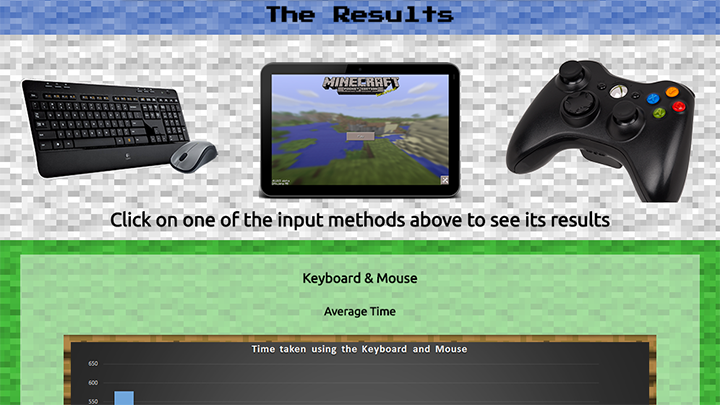 The Results
MINECRAFT
Click on one of the input methods above to see its results
Keyboard & Mouse
Average Time
Time taken using the Keyboard and Mouse
650
600
550